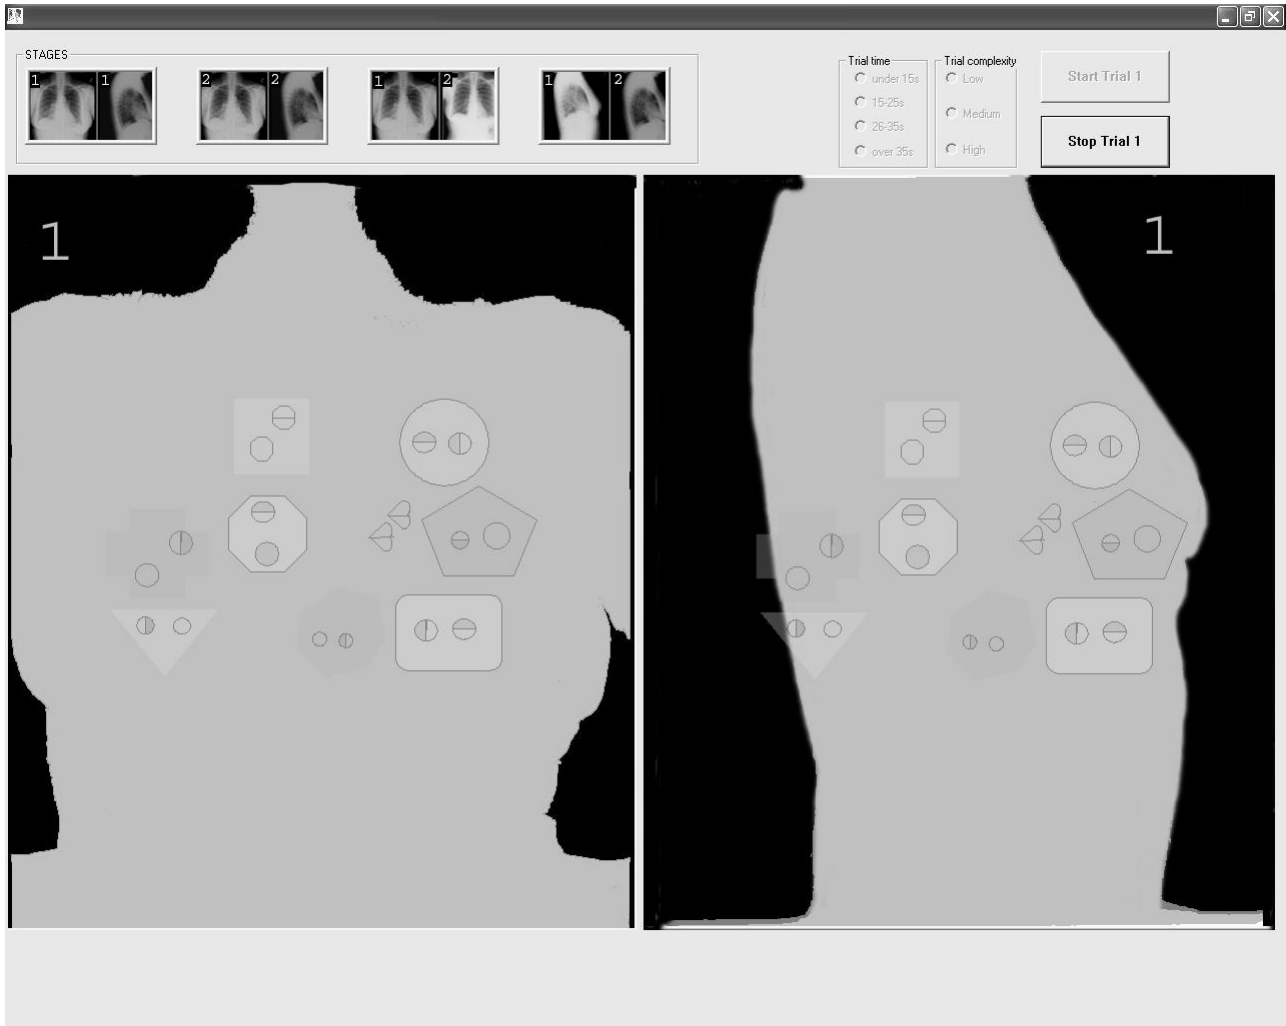 STAGES
1 1
2 2
1 2
1 2
Trial time
under 15s
15-25s
26-35s
over 35s
Trial complexity
Low
Medium
High
Start Trial 1
Stop Trial 1
1
1